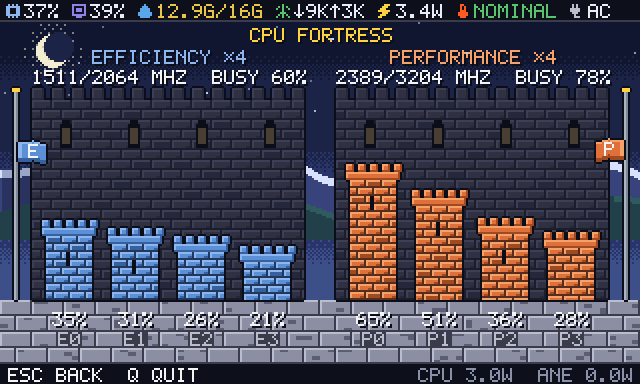 37% 39% 12.9G/16G ↓9K↑3K 3.4W NOMINAL AC
CPU FORTRESS
EFFICIENCY ×4
PERFORMANCE ×4
1511/2064 MHZ BUSY 60%
2389/3204 MHZ BUSY 78%
E
P
35% 31% 26% 21% 65% 51% 36% 28%
E0 E1 E2 E3 P0 P1 P2 P3
ESC BACK Q QUIT CPU 3.0W ANE 0.0W